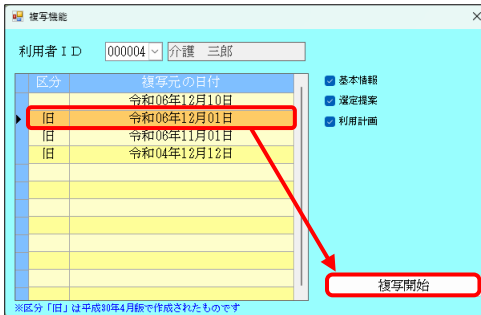 複写機能
利用者ID 000004 介護 三郎
区分 複写元の日付
令和06年12月10日
旧 令和06年12月01日
旧 令和06年11月01日
旧 令和04年12月12日
基本情報
選定提案
利用計画
複写開始
※区分「旧」は平成30年4月版で作成されたものです